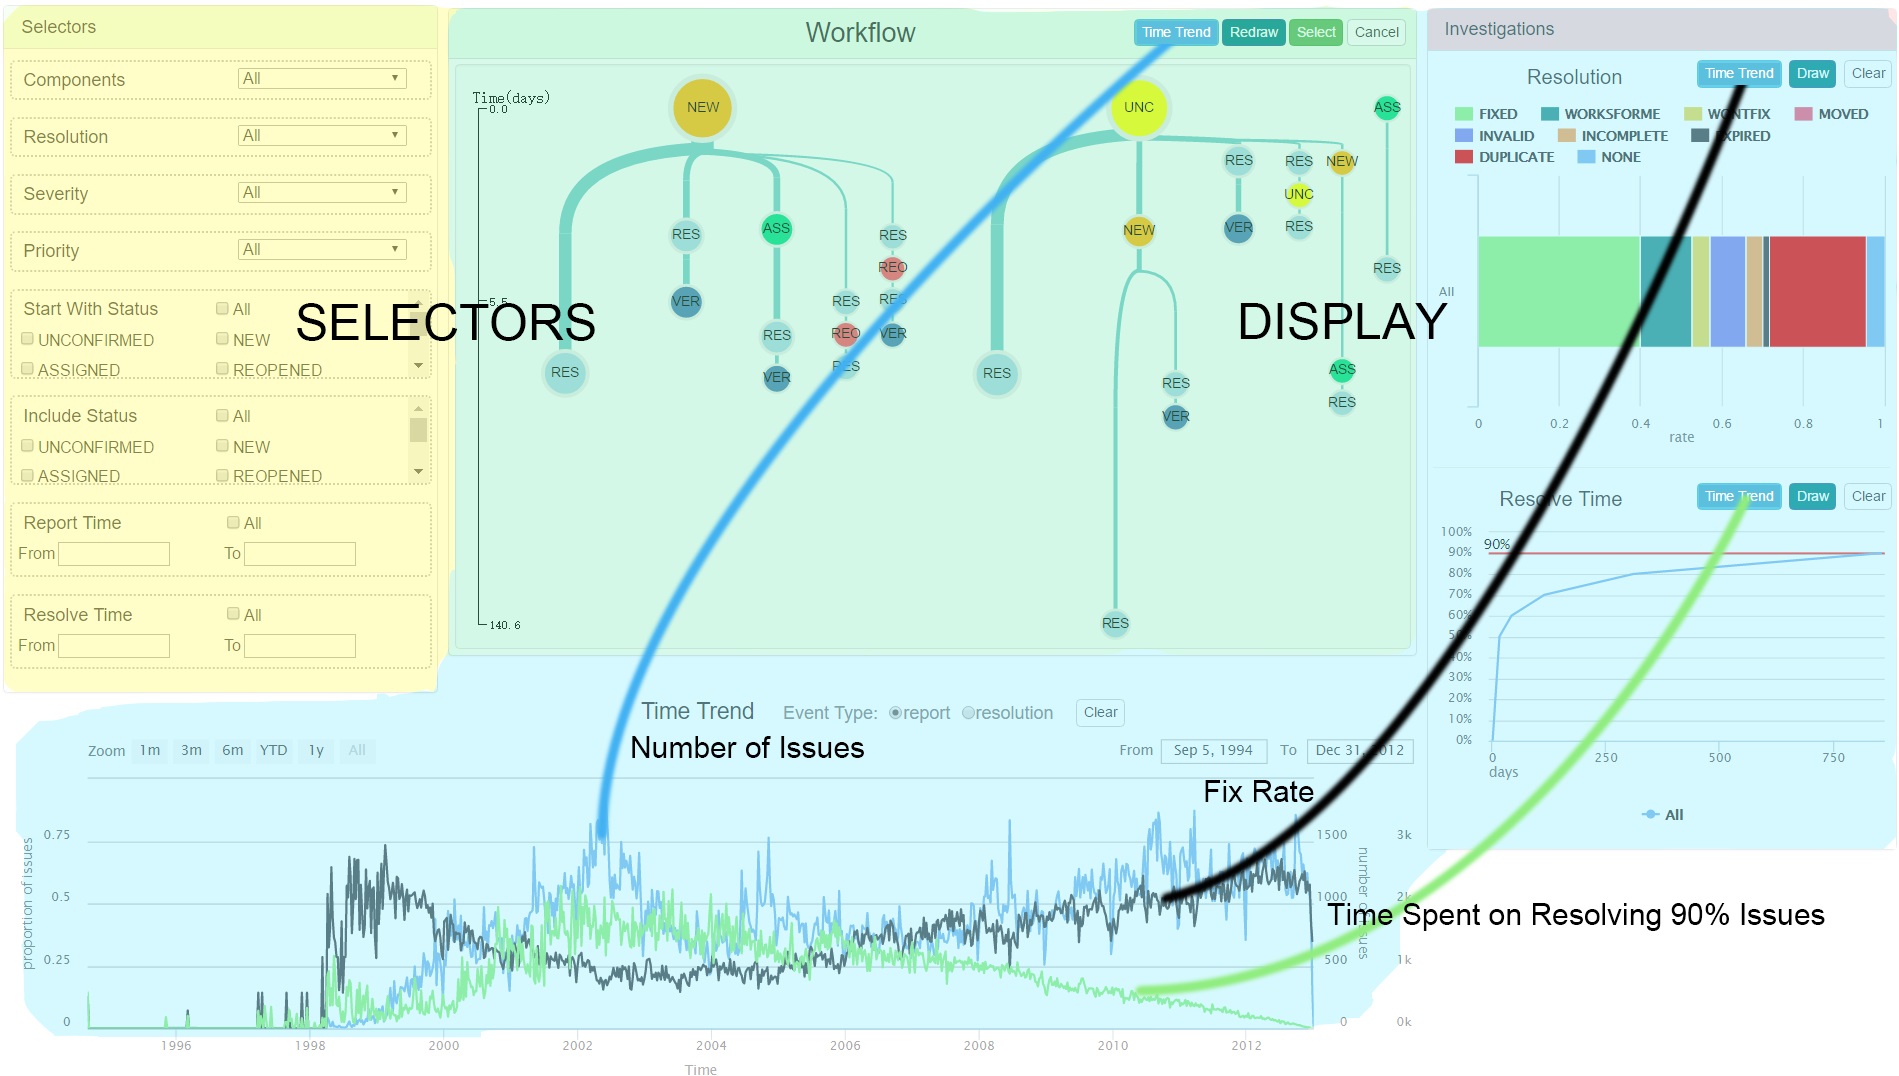 Selectors
Components All
Resolution All
Severity All
Priority All
Start With Status All
UNCONFIRMED NEW
ASSIGNED REOPENED
Include Status All
UNCONFIRMED NEW
ASSIGNED REOPENED
Report Time All
From To
Resolve Time All
From To
SELECTORS
Workflow
Time Trend Redraw Select Cancel
Time(days)
0.0
5.5
140.6
NEW
RES
RES
VER
ASS
RES
VER
RES
REO
RES
RES
REO
RES
VER
UNC
RES
NEW
RES
RES
VER
RES
VER
RES
UNC
RES
NEW
ASS
RES
ASS
RES
DISPLAY
Investigations
Resolution Time Trend Draw Clear
FIXED WORKSFORME WONTFIX MOVED
INVALID INCOMPLETE EXPIRED
DUPLICATE NONE
All
0 0.2 0.4 0.6 0.8 1
rate
Resolve Time Time Trend Draw Clear
100%
90%
80%
70%
60%
50%
40%
30%
20%
10%
0%
90%
0 250 500 750
days
All
Time Trend Event Type: report resolution Clear
Number of Issues
Zoom 1m 3m 6m YTD 1y All
From Sep 5, 1994 To Dec 31, 2012
Fix Rate
Time Spent on Resolving 90% Issues
proportion of Issues
0.75
0.5
0.25
0
1500
1000
500
0
number of issues
3k
2k
1k
0k
1996 1998 2000 2002 2004 2006 2008 2010 2012
Time